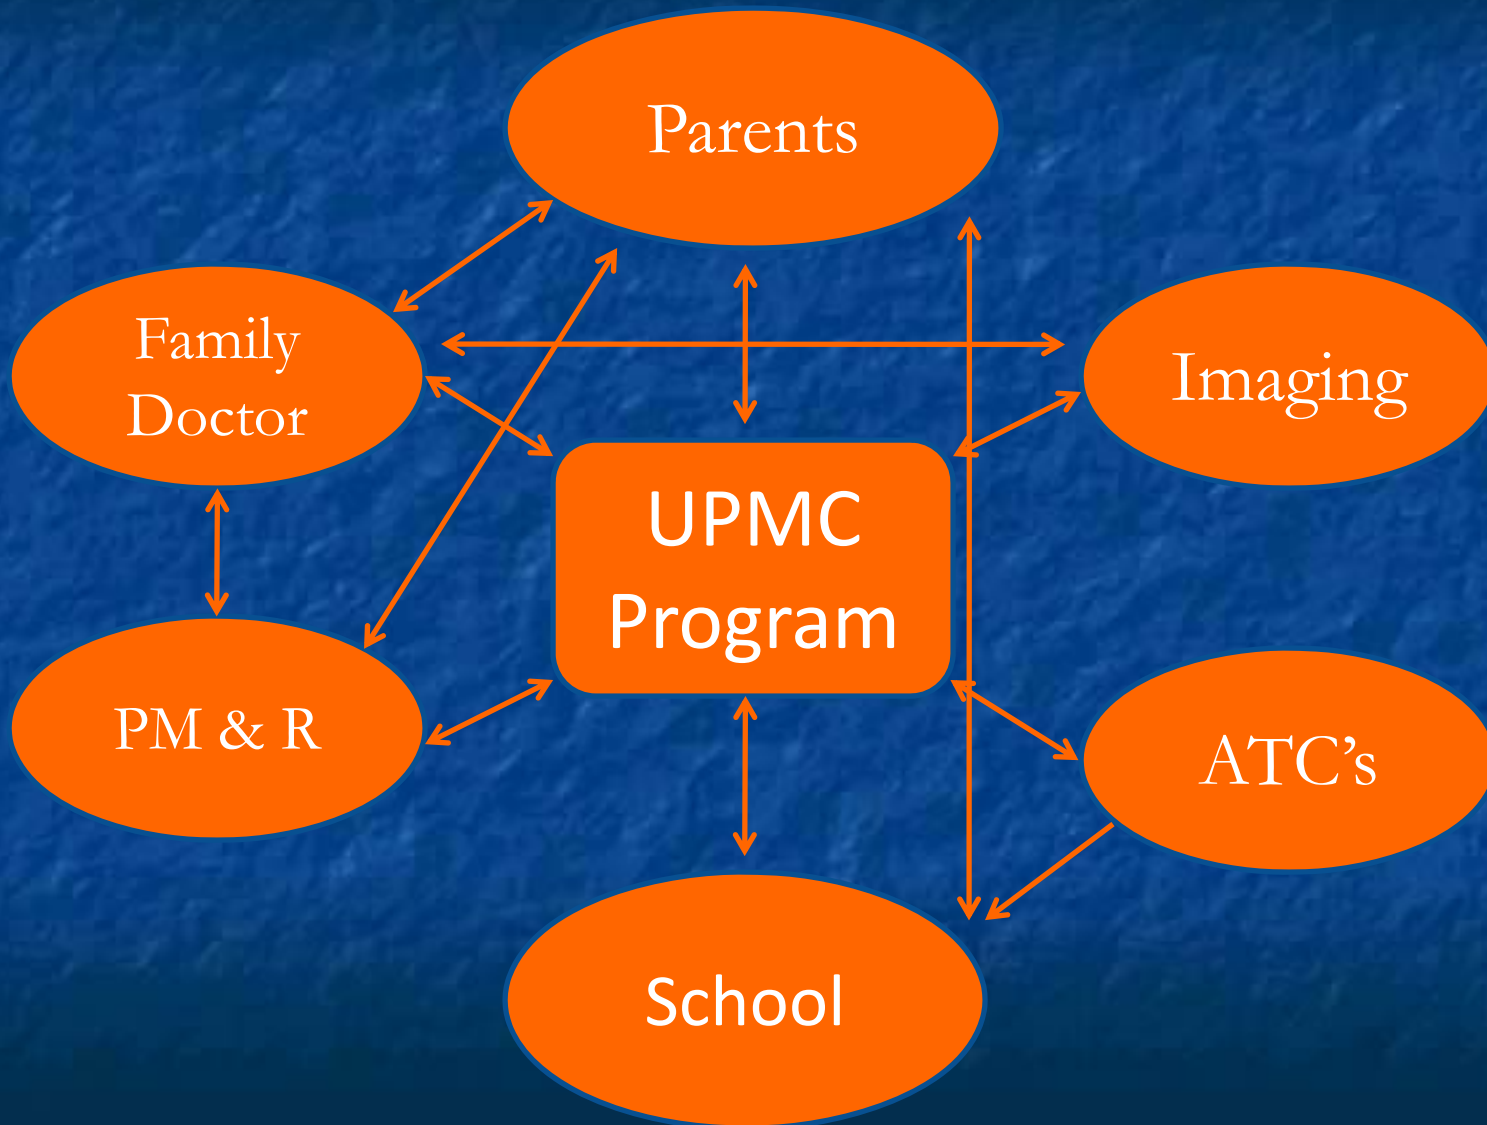 Parents
Family
Doctor
Imaging
UPMC
Program
PM & R
ATC’s
School